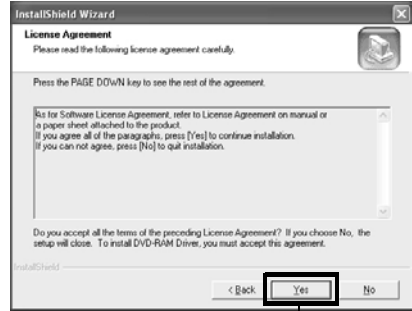 InstallShield Wizard
License Agreement
Please read the following license agreement carefully.
Press the PAGE DOWN key to see the rest of the agreement.
As for Software License Agreement, refer to License Agreement on manual or
a paper sheet attached to the product.
If you agree all of the paragraphs, press [Yes] to continue installation.
If you can not agree, press [No] to quit installation.
Do you accept all the terms of the preceding License Agreement? If you choose No, the
setup will close. To install DVD-RAM Driver, you must accept this agreement.
InstallShield
< Back Yes No